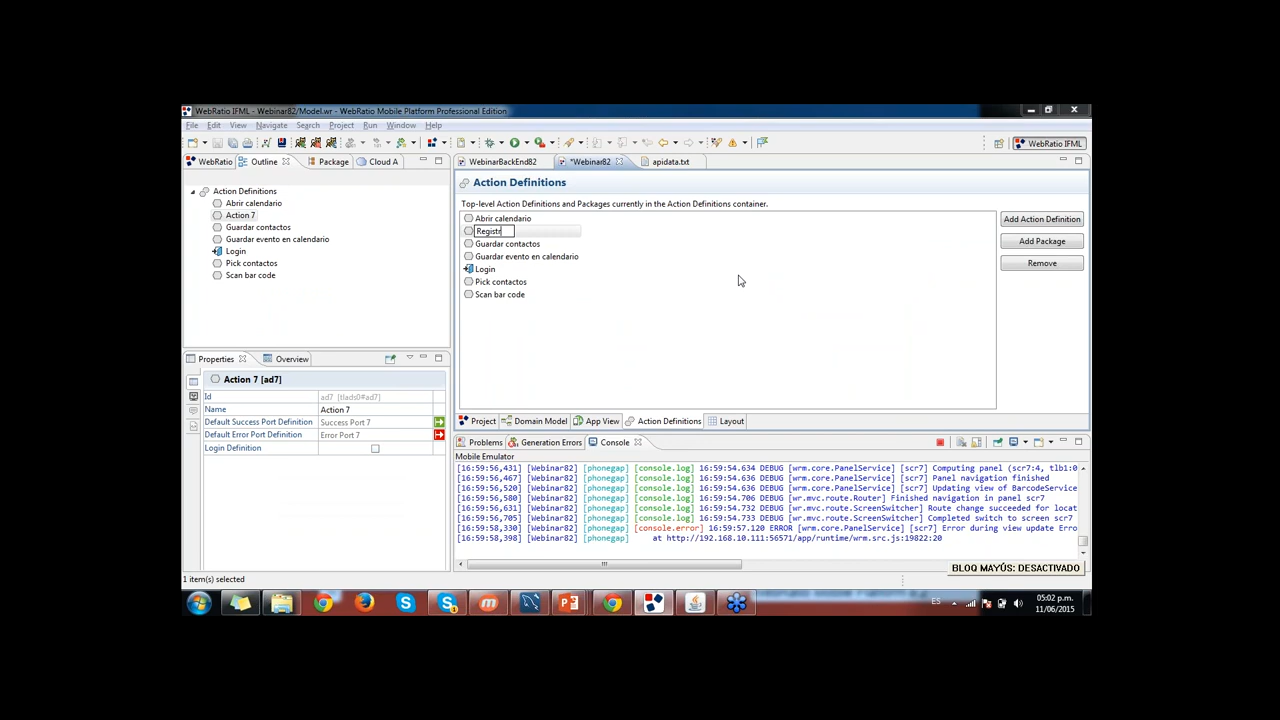 WebRatio IFML - Webinar82/Model.wr - WebRatio Mobile Platform Professional Edition
File Edit View Navigate Search Project Run Window Help
WebRatio IFML
WebRatio Outline Package Cloud A
WebinarBackEnd82 *Webinar82 apidata.txt
Action Definitions
Abrir calendario
Action 7
Guardar contactos
Guardar evento en calendario
Login
Pick contactos
Scan bar code
Action Definitions
Top-level Action Definitions and Packages currently in the Action Definitions container.
Abrir calendario
Registr
Guardar contactos
Guardar evento en calendario
Login
Pick contactos
Scan bar code
Add Action Definition
Add Package
Remove
Project Domain Model App View Action Definitions Layout
Properties Overview
Action 7 [ad7]
Id ad7 [tlads0#ad7]
Name Action 7
Default Success Port Definition Success Port 7
Default Error Port Definition Error Port 7
Login Definition
1 item(s) selected
Problems Generation Errors Console
Mobile Emulator
[16:59:56,431] [Webinar82] [phonegap] [console.log] 16:59:54.634 DEBUG [wrm.core.PanelService] [scr7] Computing panel (scr7:4, tlb1:0
[16:59:56,467] [Webinar82] [phonegap] [console.log] 16:59:54.636 DEBUG [wrm.core.PanelService] [scr7] Panel navigation finished
[16:59:56,520] [Webinar82] [phonegap] [console.log] 16:59:54.636 DEBUG [wrm.core.PanelService] [scr7] Updating view of BarcodeService
[16:59:56,580] [Webinar82] [phonegap] [console.log] 16:59:54.706 DEBUG [wr.mvc.route.Router] Finished navigation in panel scr7
[16:59:56,631] [Webinar82] [phonegap] [console.log] 16:59:54.732 DEBUG [wr.mvc.route.ScreenSwitcher] Route change succeeded for locat
[16:59:56,705] [Webinar82] [phonegap] [console.log] 16:59:54.733 DEBUG [wr.mvc.route.ScreenSwitcher] Completed switch to screen scr7
[16:59:58,330] [Webinar82] [phonegap] [console.error] 16:59:57.120 ERROR [wrm.core.PanelService] [scr7] Error during view update Erro
[16:59:58,398] [Webinar82] [phonegap] at http://192.168.10.111:56571/app/runtime/wrm.src.js:19822:20
BLOQ MAYÚS: DESACTIVADO
ES
05:02 p.m.
11/06/2015